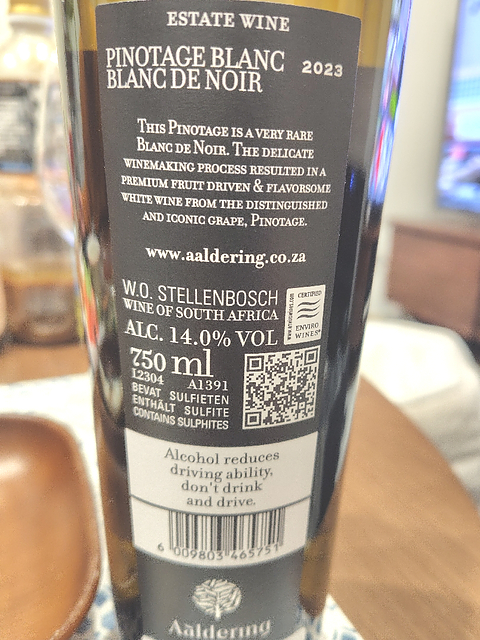 ESTATE WINE
PINOTAGE BLANC
BLANC DE NOIR
2023
THIS PINOTAGE IS A VERY RARE
BLANC DE NOIR. THE DELICATE
WINEMAKING PROCESS RESULTED IN A
PREMIUM FRUIT DRIVEN & FLAVORSOME
WHITE WINE FROM THE DISTINGUISHED
AND ICONIC GRAPE, PINOTAGE.
www.aaldering.co.za
W.O. STELLENBOSCH
WINE OF SOUTH AFRICA
ALC. 14.0% VOL
CERTIFIED
ENVIRO
WINES
750 ml
L2304 A1391
BEVAT SULFIETEN
ENTHÄLT SULFITE
CONTAINS SULPHITES
Alcohol reduces
driving ability,
don't drink
and drive.
6 009803 465751
Aaldering